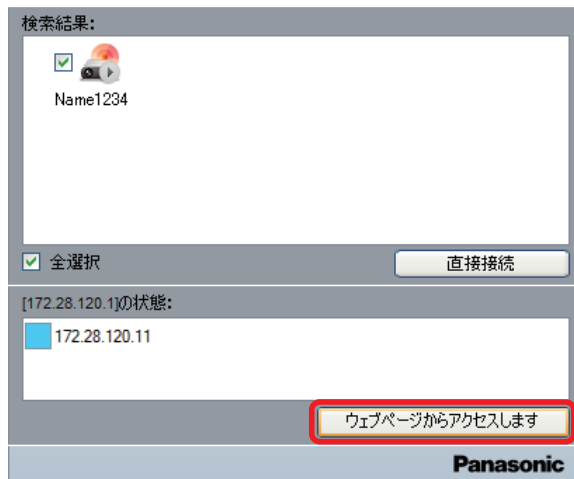 検索結果:
Name1234
全選択
直接接続
[172.28.120.1]の状態:
172.28.120.11
ウェブページからアクセスします
Panasonic